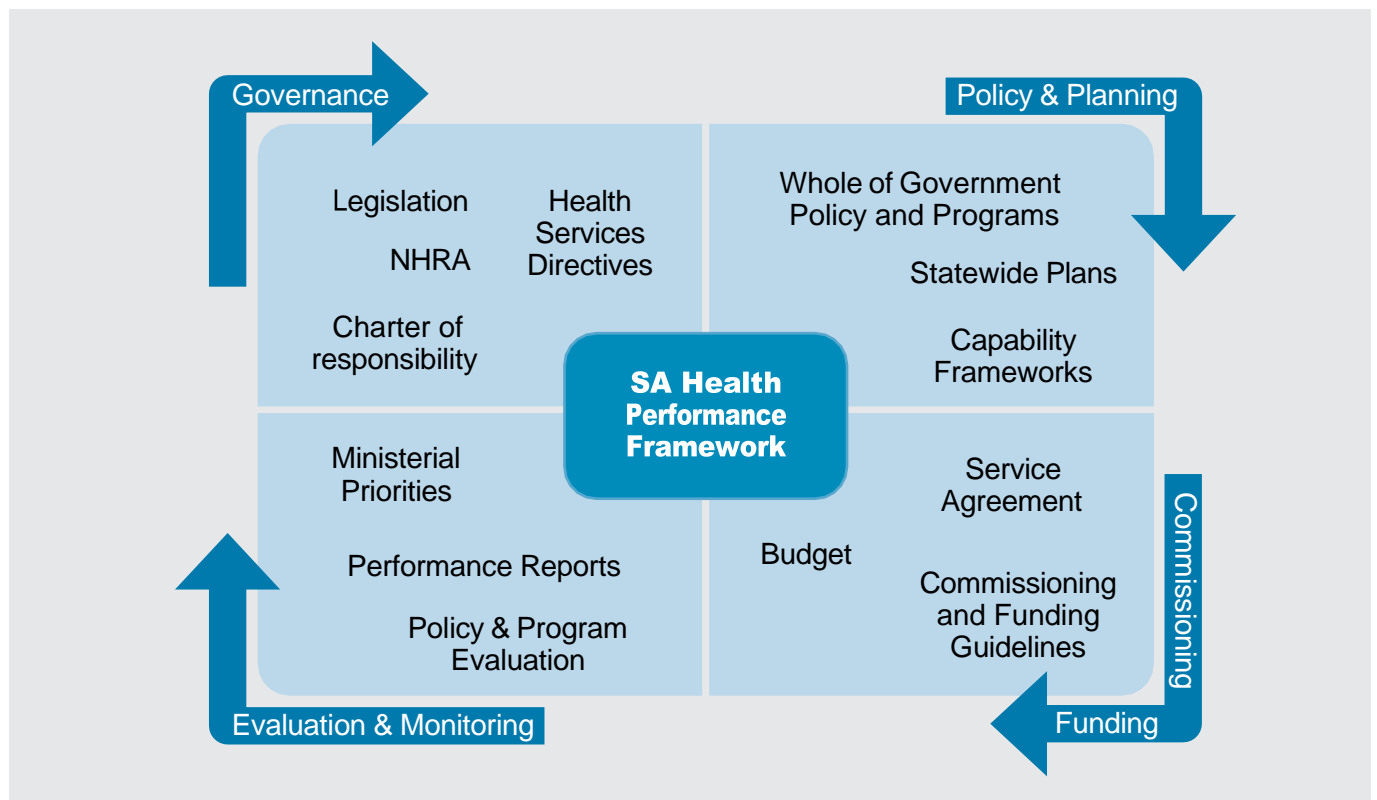 Governance
Policy & Planning
Legislation
NHRA
Health
Services
Directives
Charter of
responsibility
Whole of Government
Policy and Programs
Statewide Plans
Capability
Frameworks
SA Health
Performance
Framework
Ministerial
Priorities
Performance Reports
Policy & Program
Evaluation
Budget
Service
Agreement
Commissioning
and Funding
Guidelines
Commissioning
Funding
Evaluation & Monitoring